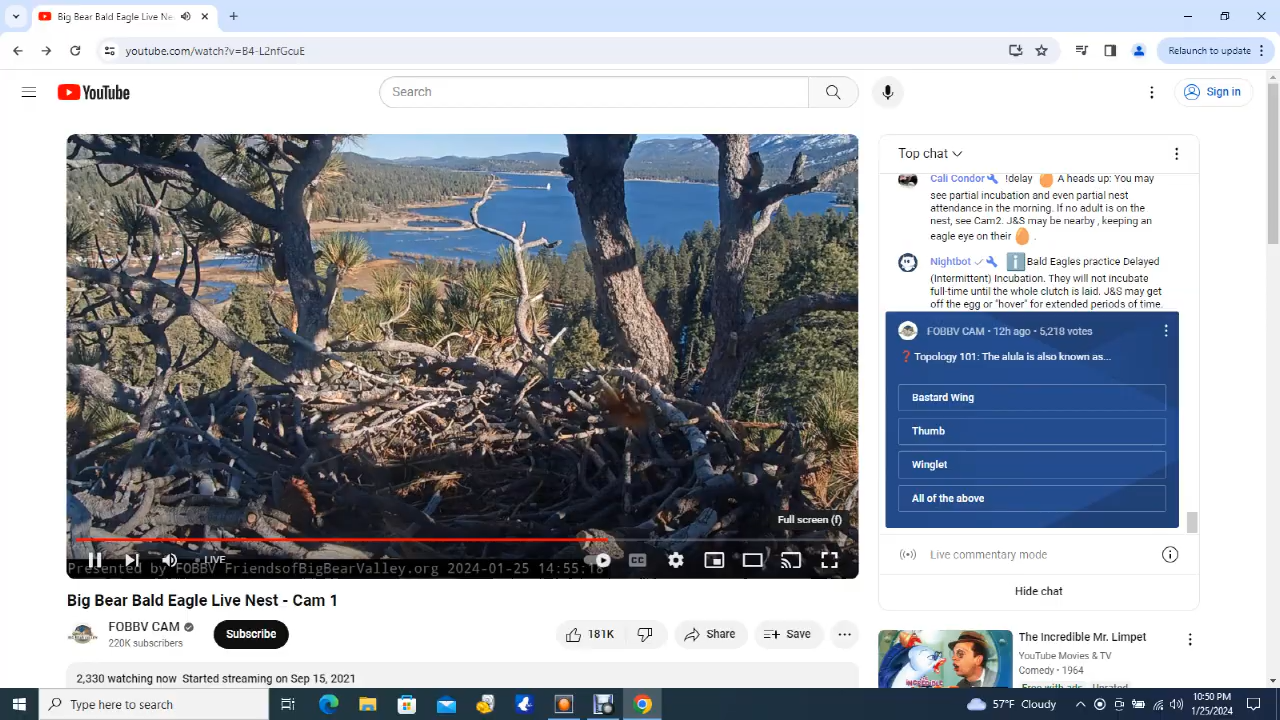 Big Bear Bald Eagle Live Ne
youtube.com/watch?v=B4-L2nfGcuE
Relaunch to update
YouTube
Search
Sign in
Top chat
Cali Condor !delay A heads up: You may
see partial incubation and even partial nest
attendance in the morning. If no adult is on the
nest, see Cam2. J&S may be nearby , keeping an
eagle eye on their .
Nightbot Bald Eagles practice Delayed
(Intermittent) Incubation. They will not incubate
full-time until the whole clutch is laid. J&S may get
off the egg or "hover" for extended periods of time.
FOBBV CAM • 12h ago • 5,218 votes
❓Topology 101: The alula is also known as...
Bastard Wing
Thumb
Winglet
All of the above
Full screen (f)
LIVE
CC
Presented by FOBBV FriendsofBigBearValley.org 2024-01-25 14:55:18
Live commentary mode
Hide chat
Big Bear Bald Eagle Live Nest - Cam 1
FOBBV CAM
220K subscribers
Subscribe
181K
Share
Save
2,330 watching now Started streaming on Sep 15, 2021
The Incredible Mr. Limpet
YouTube Movies & TV
Comedy • 1964
Free with ads Unrated
Type here to search
57°F Cloudy
10:50 PM
1/25/2024